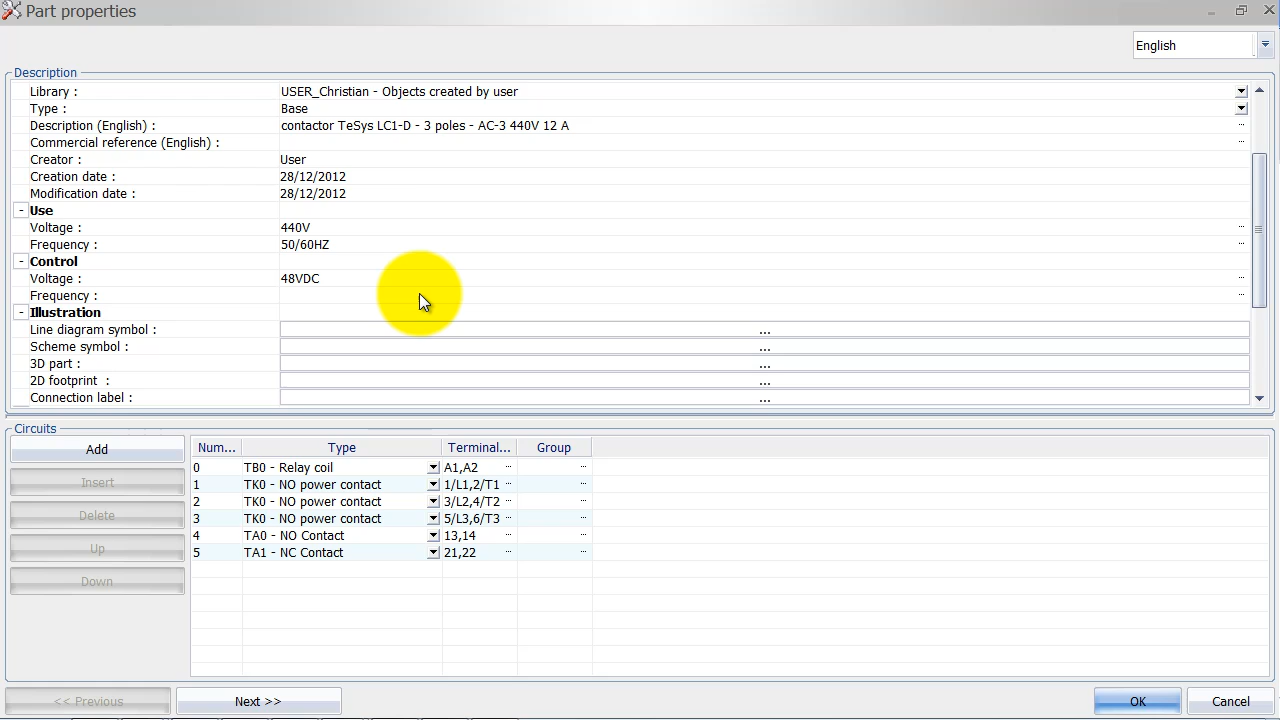 Part properties
English
Description
Library : USER_Christian - Objects created by user
Type : Base
Description (English) : contactor TeSys LC1-D - 3 poles - AC-3 440V 12 A
Commercial reference (English) :
Creator : User
Creation date : 28/12/2012
Modification date : 28/12/2012
- Use
Voltage : 440V
Frequency : 50/60HZ
- Control
Voltage : 48VDC
Frequency :
- Illustration
Line diagram symbol : ...
Scheme symbol : ...
3D part : ...
2D footprint : ...
Connection label : ...
Circuits
Add
Insert
Delete
Up
Down
Num... Type Terminal... Group
0 TB0 - Relay coil A1,A2 ...
1 TK0 - NO power contact 1/L1,2/T1 ...
2 TK0 - NO power contact 3/L2,4/T2 ...
3 TK0 - NO power contact 5/L3,6/T3 ...
4 TA0 - NO Contact 13,14 ...
5 TA1 - NC Contact 21,22 ...
<< Previous
Next >>
OK
Cancel